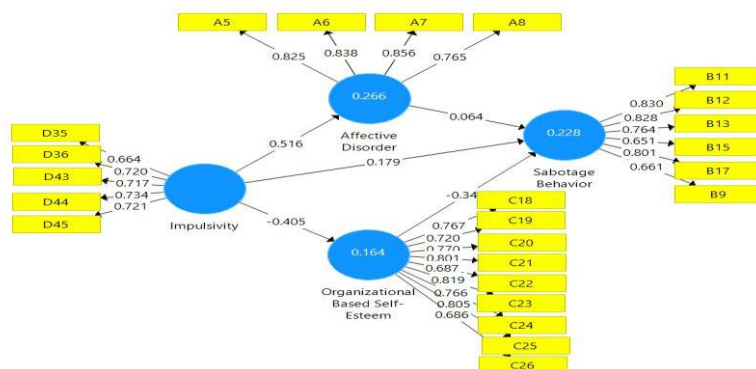 A5
A6
A7
A8
0.825
0.838
0.856
0.765
0.266
Affective
Disorder
0.064
0.516
0.179
-0.405
D35
D36
D43
D44
D45
0.664
0.720
0.717
0.734
0.721
Impulsivity
0.228
Sabotage
Behavior
0.830
0.828
0.764
0.651
0.801
0.661
B11
B12
B13
B15
B17
B9
-0.34
0.164
Organizational
Based Self-
Esteem
0.767
0.720
0.770
0.801
0.687
0.819
0.766
0.805
0.686
C18
C19
C20
C21
C22
C23
C24
C25
C26